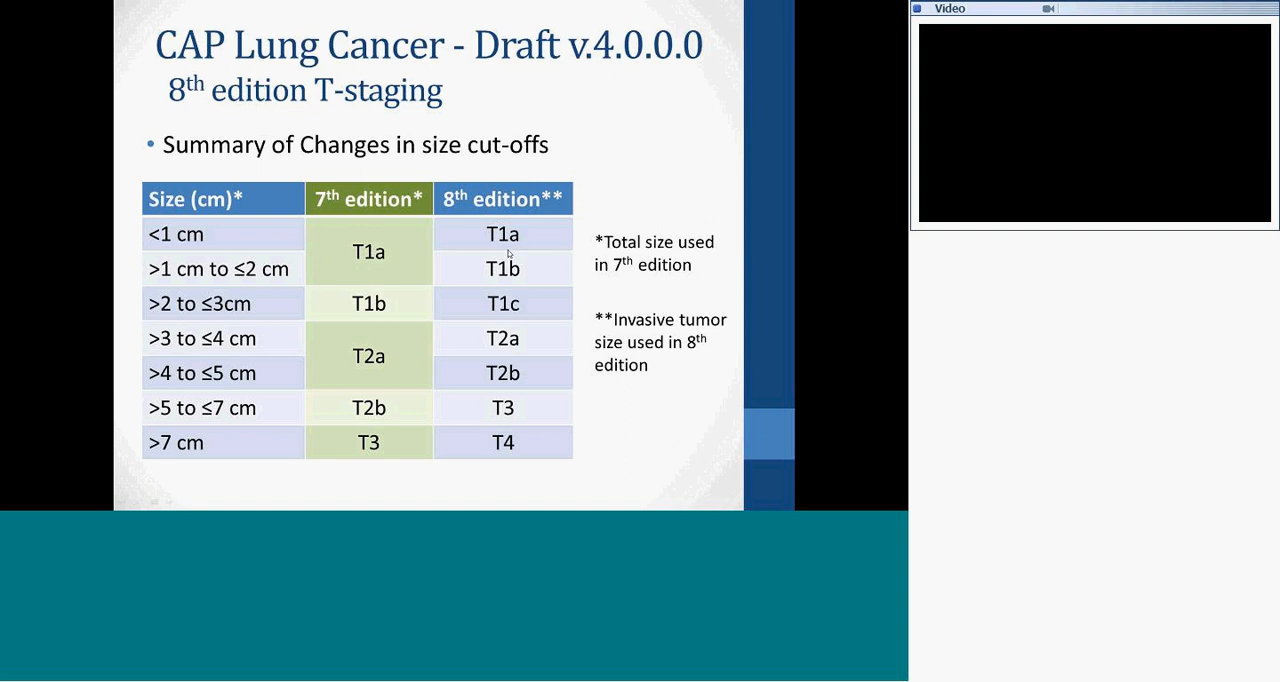 Video
CAP Lung Cancer - Draft v.4.0.0.0
8th edition T-staging
• Summary of Changes in size cut-offs
Size (cm)* 7th edition* 8th edition**
<1 cm T1a T1a
>1 cm to ≤2 cm T1b
>2 to ≤3cm T1b T1c
>3 to ≤4 cm T2a T2a
>4 to ≤5 cm T2b
>5 to ≤7 cm T2b T3
>7 cm T3 T4
*Total size used
in 7th edition
**Invasive tumor
size used in 8th
edition